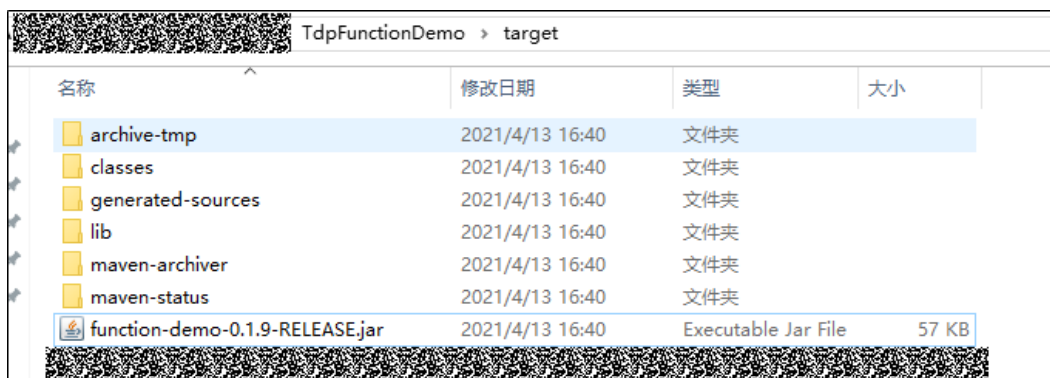 TdpFunctionDemo > target
名称 修改日期 类型 大小
archive-tmp 2021/4/13 16:40 文件夹
classes 2021/4/13 16:40 文件夹
generated-sources 2021/4/13 16:40 文件夹
lib 2021/4/13 16:40 文件夹
maven-archiver 2021/4/13 16:40 文件夹
maven-status 2021/4/13 16:40 文件夹
function-demo-0.1.9-RELEASE.jar 2021/4/13 16:40 Executable Jar File 57 KB